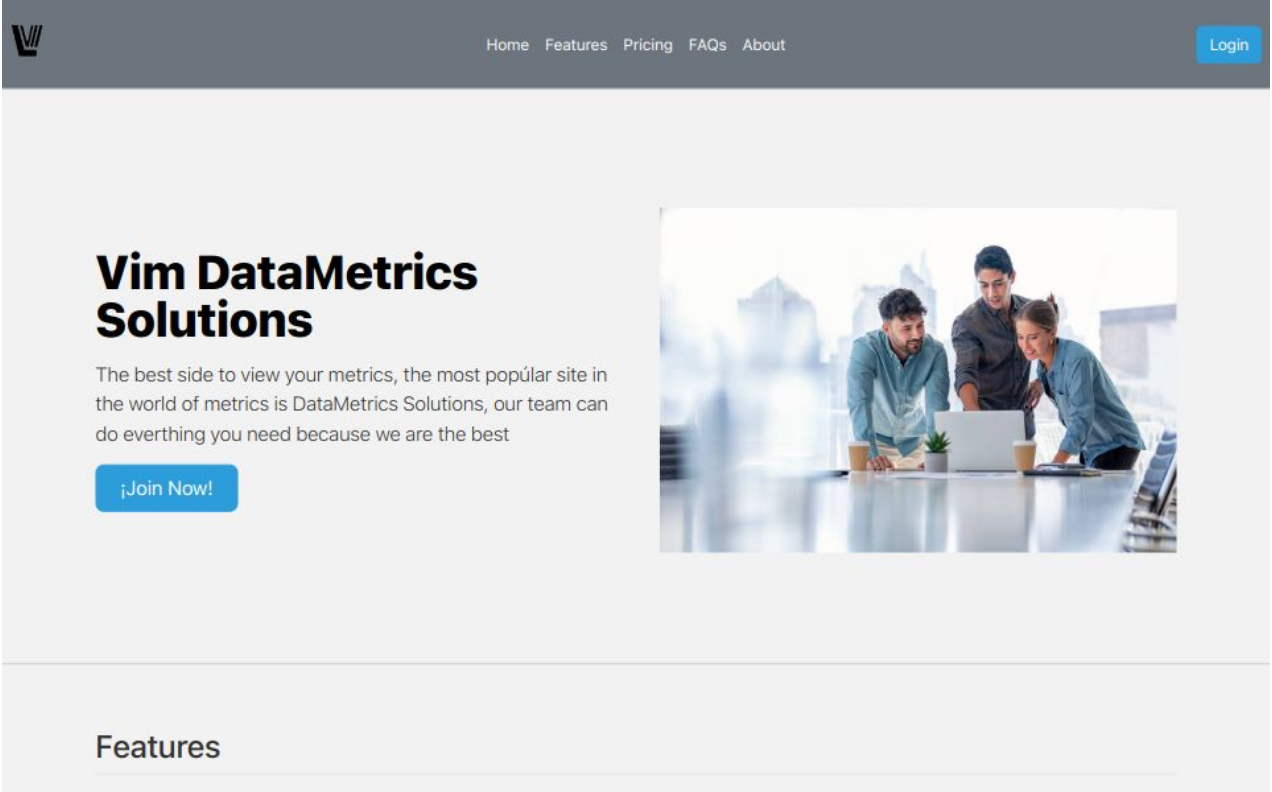 Home Features Pricing FAQs About
Login
Vim DataMetrics
Solutions
The best side to view your metrics, the most popúlar site in
the world of metrics is DataMetrics Solutions, our team can
do everthing you need because we are the best
¡Join Now!
Features